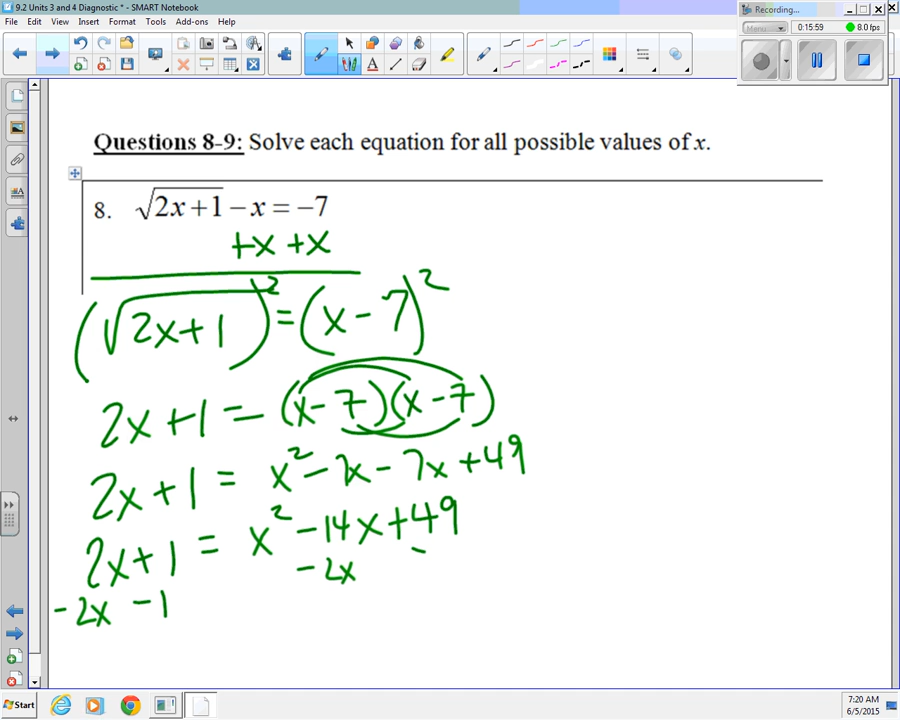 9.2 Units 3 and 4 Diagnostic * - SMART Notebook
Recording...
File Edit View Insert Format Tools Add-ons Help
Menu 0:15:59 8.0 fps
Questions 8-9: Solve each equation for all possible values of x.
8. √2x+1 − x = −7
+x +x
(√2x+1)² = (x − 7)²
2x+1 = (x−7)(x−7)
2x+1 = x² − 7x − 7x + 49
2x+1 = x² − 14x + 49
−2x −1 −2x −
Start
7:20 AM
6/5/2015